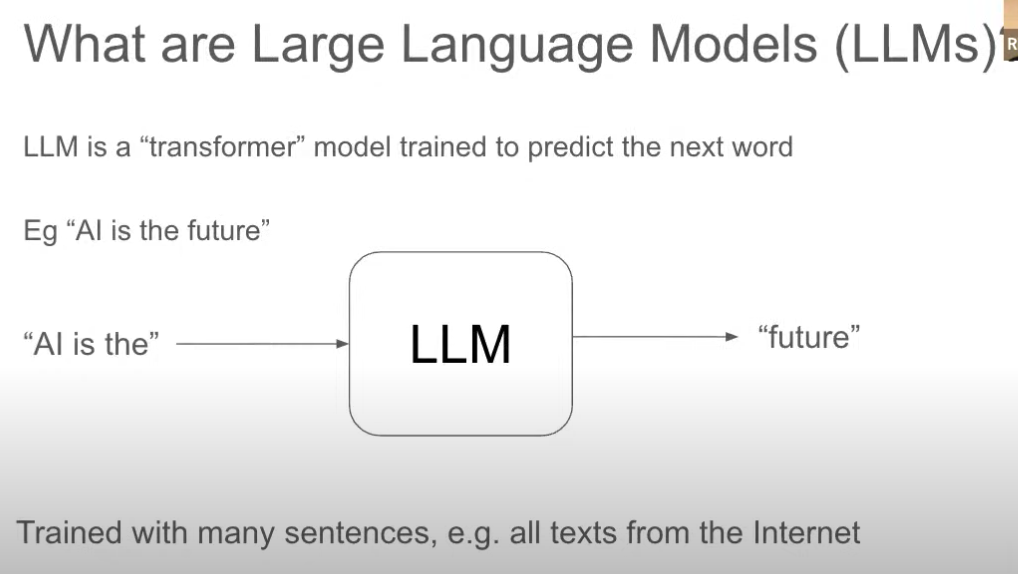 What are Large Language Models (LLMs)
R
LLM is a “transformer” model trained to predict the next word
Eg “AI is the future”
“AI is the”
LLM
“future”
Trained with many sentences, e.g. all texts from the Internet